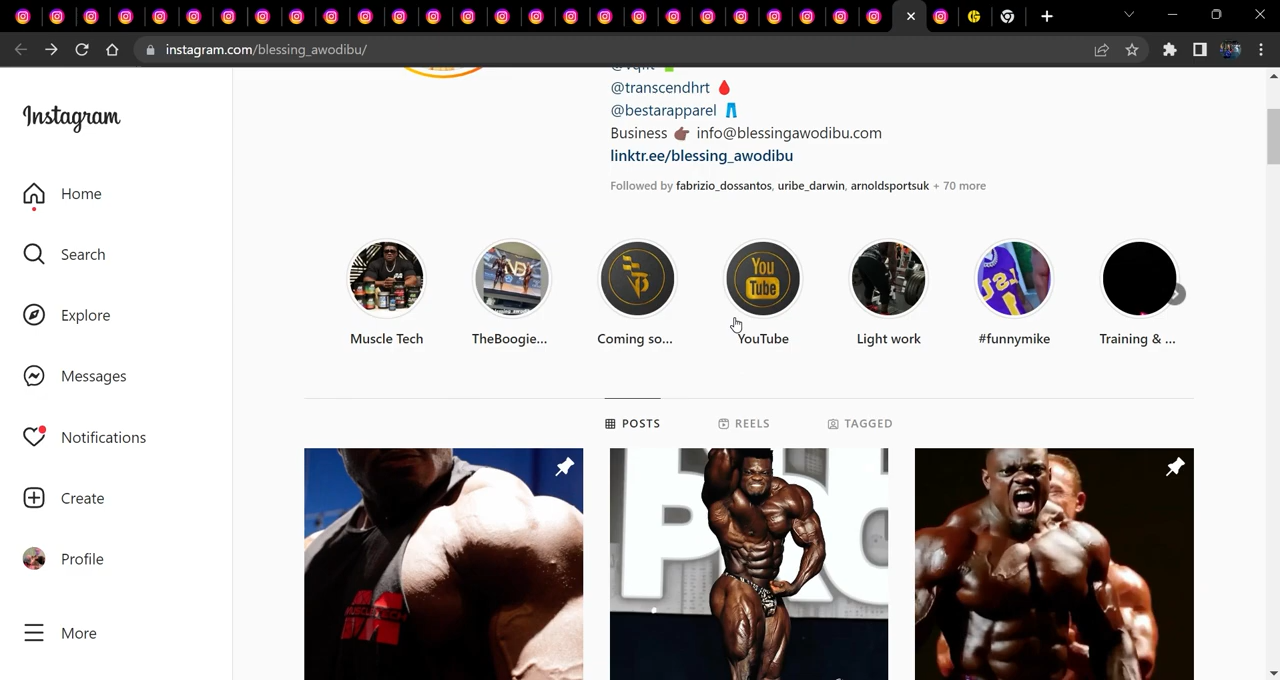 instagram.com/blessing_awodibu/
Instagram
Home
Search
Explore
Messages
Notifications
Create
Profile
More
@transcendhrt
@bestarapparel
Business info@blessingawodibu.com
linktr.ee/blessing_awodibu
Followed by fabrizio_dossantos, uribe_darwin, arnoldsportsuk + 70 more
You
Tube
Muscle Tech
TheBoogie...
Coming so...
YouTube
Light work
#funnymike
Training & ...
POSTS
REELS
TAGGED